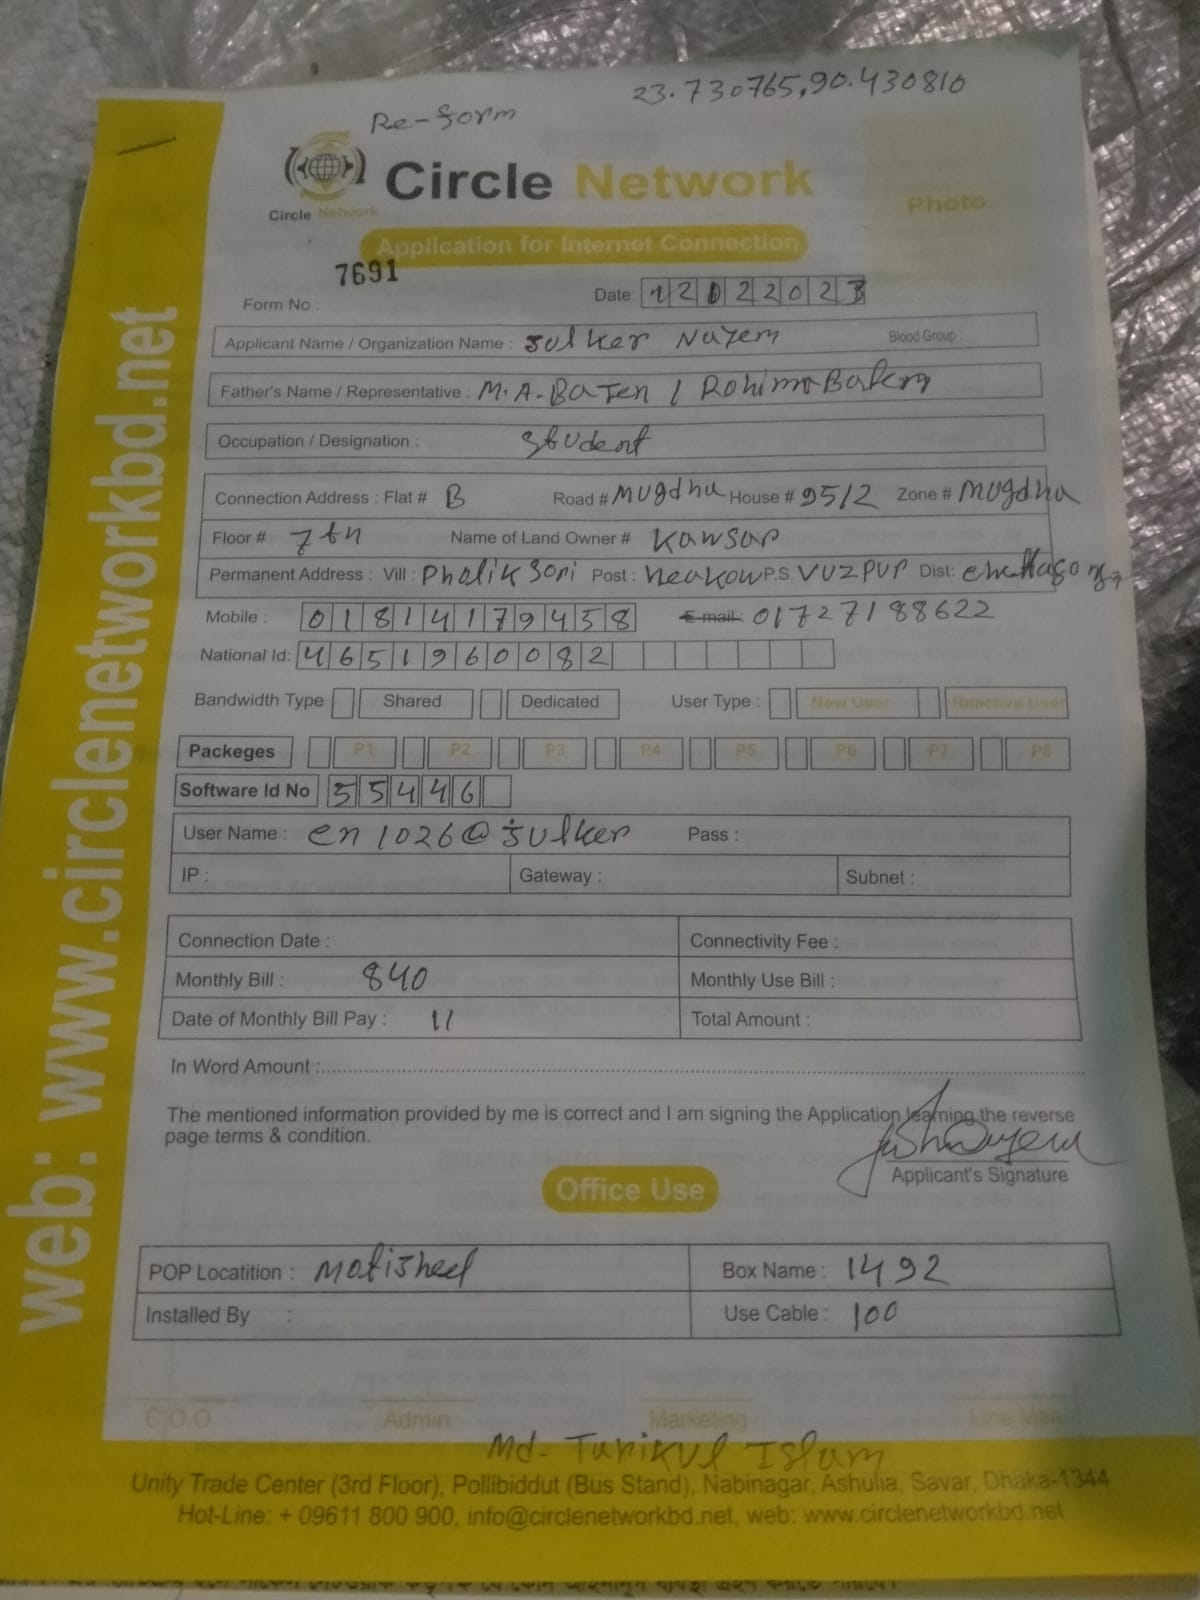 23.730765,90.430810
Re-form
Circle Network
Circle Network
Photo
Application for Internet Connection
7691
Form No :
Date: 12022023
Applicant Name / Organization Name : Julker Nayem Blood Group :
Father's Name / Representative : M.A-BaTen / Rohima
Occupation / Designation : Student
Connection Address : Flat # B Road # Mugdha House # 95/2 Zone # Mugdha
Floor # 7th Name of Land Owner # Kawsar
Permanent Address : Vill : Post : P.S. VUZPUR Dist:
Mobile : 01814179458 E-mail : 01727188622
National Id: 4651960082
Bandwidth Type Shared Dedicated User Type : New User Reactive User
Packeges P1 P2 P3 P4 P5 P6 P7 P8
Software Id No 55446
User Name : en1026@julker Pass :
IP : Gateway : Subnet :
Connection Date : Connectivity Fee :
Monthly Bill : 840 Monthly Use Bill :
Date of Monthly Bill Pay : 11 Total Amount :
In Word Amount :
The mentioned information provided by me is correct and I am signing the Application learning the reverse
page terms & condition.
Applicant's Signature
Office Use
POP Locatition : Motijheel Box Name : 1492
Installed By : Use Cable : 100
C O O Admin Marketing Line Man
Md- Tarikul Islam
Unity Trade Center (3rd Floor), Pollibiddut (Bus Stand), Nabinagar, Ashulia, Savar, Dhaka-1344
Hot-Line: + 09611 800 900, info@circlenetworkbd.net, web: www.circlenetworkbd.net
web: www.circlenetworkbd.net